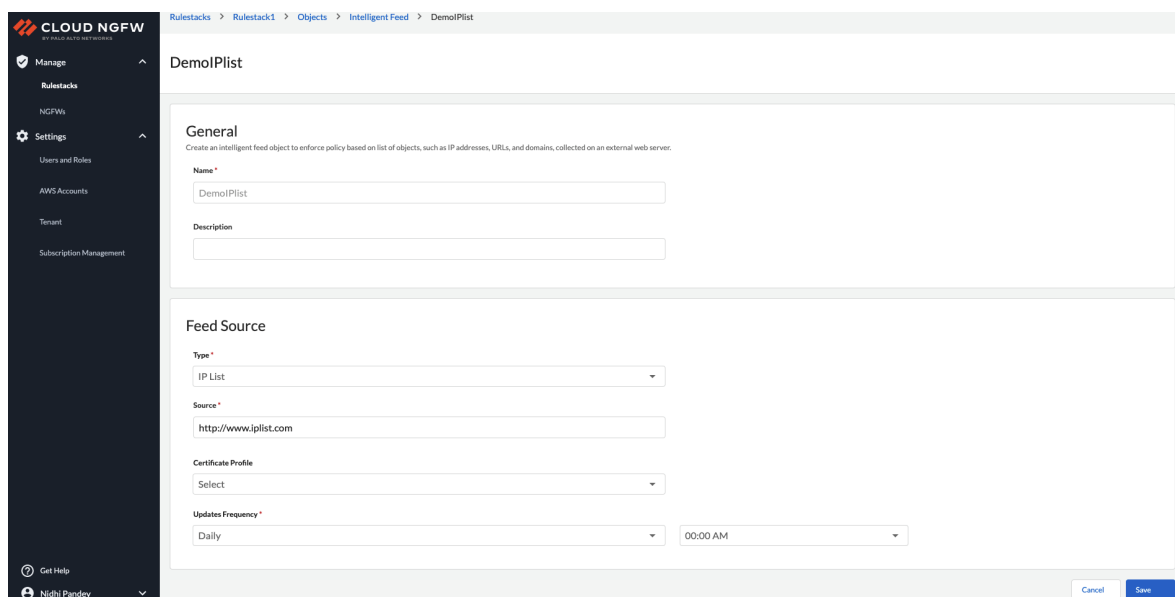 Rulestacks > Rulestack1 > Objects > Intelligent Feed > DemoIPlist
CLOUD NGFW
BY PALO ALTO NETWORKS
Manage
Rulestacks
NGFWs
Settings
Users and Roles
AWS Accounts
Tenant
Subscription Management
Get Help
Nidhi Pandey
DemoIPlist
General
Create an intelligent feed object to enforce policy based on list of objects, such as IP addresses, URLs, and domains, collected on an external web server.
Name *
DemoIPlist
Description
Feed Source
Type *
IP List
Source *
http://www.iplist.com
Certificate Profile
Select
Updates Frequency *
Daily
00:00 AM
Cancel
Save